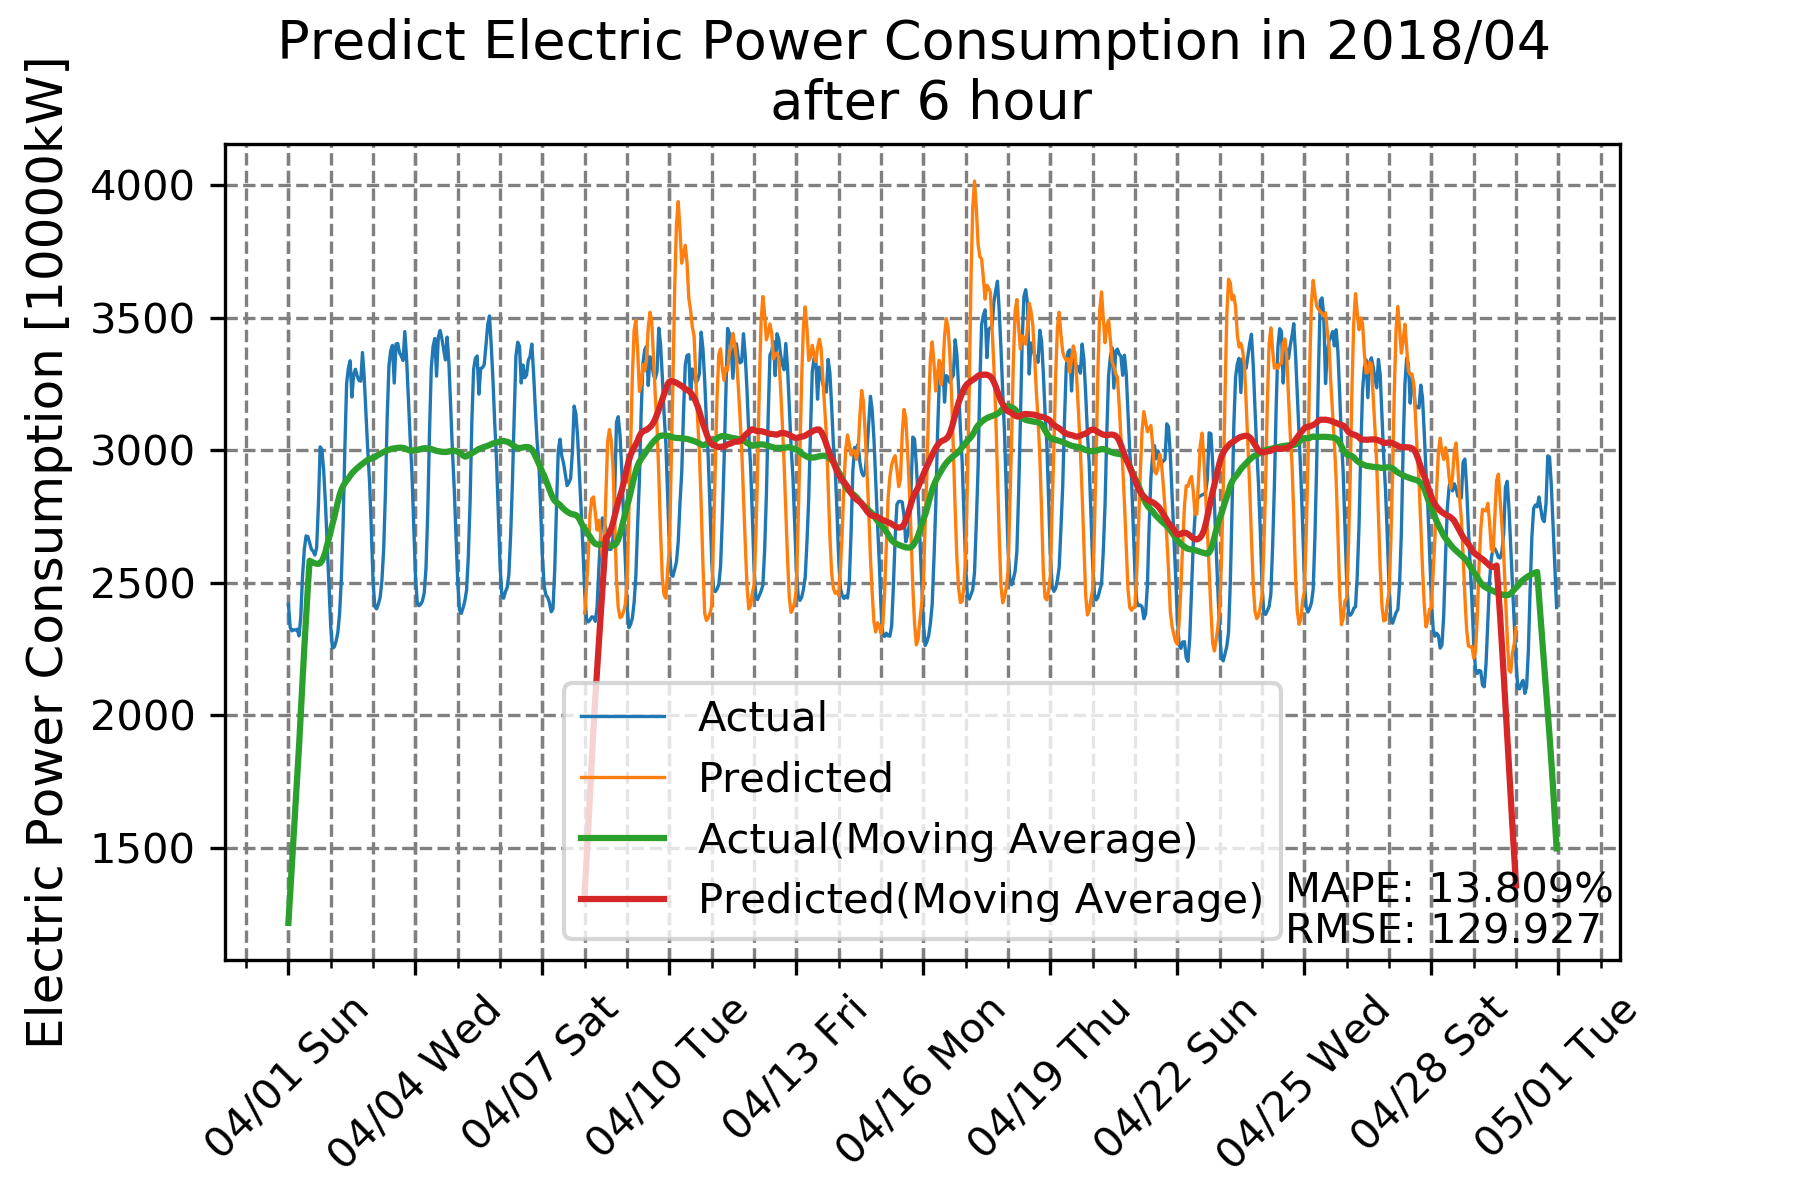 Predict Electric Power Consumption in 2018/04
after 6 hour
Electric Power Consumption [10000kW]
4000
3500
3000
2500
2000
1500
Actual
Predicted
Actual(Moving Average)
Predicted(Moving Average)
MAPE: 13.809%
RMSE: 129.927
04/01 Sun
04/04 Wed
04/07 Sat
04/10 Tue
04/13 Fri
04/16 Mon
04/19 Thu
04/22 Sun
04/25 Wed
04/28 Sat
05/01 Tue